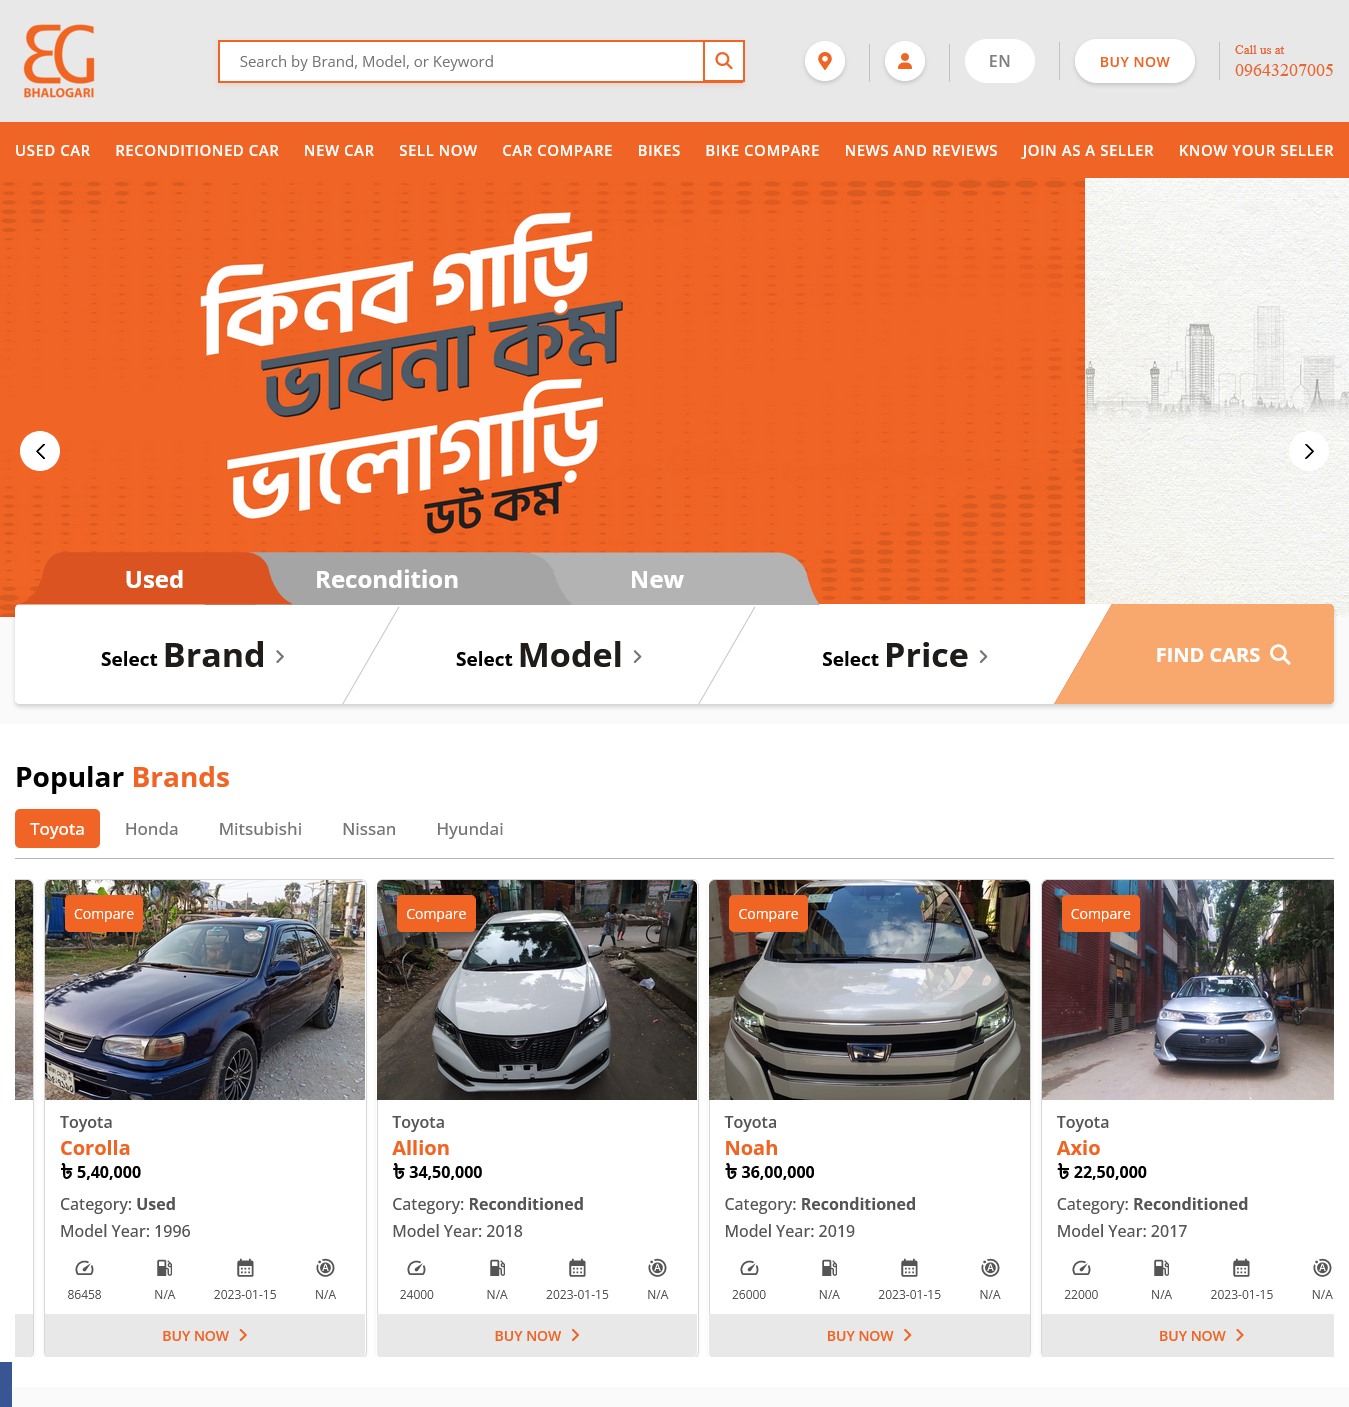 BHALOGARI
Search by Brand, Model, or Keyword
EN
BUY NOW
Call us at
09643207005
USED CAR RECONDITIONED CAR NEW CAR SELL NOW CAR COMPARE BIKES BIKE COMPARE NEWS AND REVIEWS JOIN AS A SELLER KNOW YOUR SELLER
কিনব গাড়ি
ভাবনা কম
ভালোগাড়ি
ডট কম
Used Recondition New
Select Brand Select Model Select Price FIND CARS
Popular Brands
Toyota Honda Mitsubishi Nissan Hyundai
Compare Compare Compare Compare
Toyota Toyota Toyota Toyota
Corolla Allion Noah Axio
৳ 5,40,000 ৳ 34,50,000 ৳ 36,00,000 ৳ 22,50,000
Category: Used Category: Reconditioned Category: Reconditioned Category: Reconditioned
Model Year: 1996 Model Year: 2018 Model Year: 2019 Model Year: 2017
86458 N/A 2023-01-15 N/A 24000 N/A 2023-01-15 N/A 26000 N/A 2023-01-15 N/A 22000 N/A 2023-01-15 N/A
BUY NOW BUY NOW BUY NOW BUY NOW